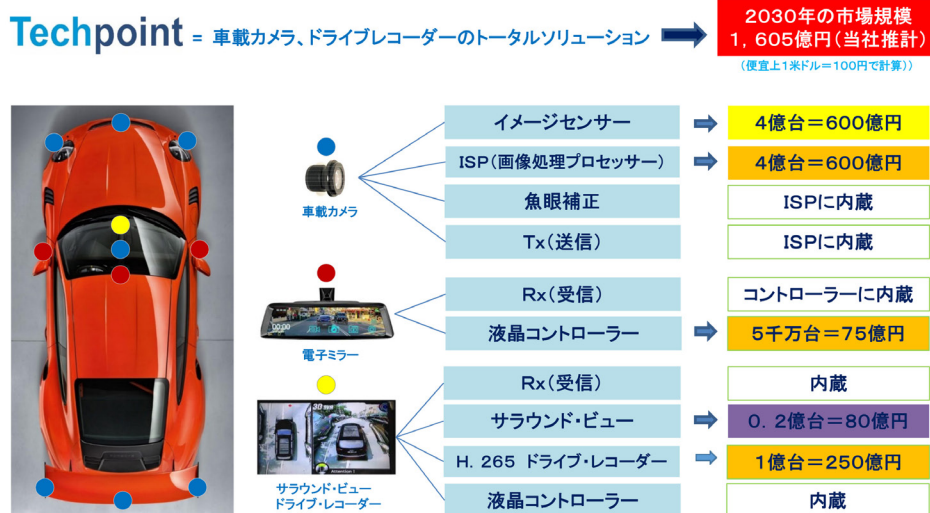 Techpoint = 車載カメラ、ドライブレコーダーのトータルソリューション
2030年の市場規模
1, 605億円(当社推計)
(便宜上1米ドル=100円で計算))
車載カメラ
イメージセンサー
4億台=600億円
ISP(画像処理プロセッサー)
4億台=600億円
魚眼補正
ISPに内蔵
Tx(送信)
ISPに内蔵
00:00
電子ミラー
Rx(受信)
コントローラーに内蔵
液晶コントローラー
5千万台=75億円
3D
サラウンド・ビュー
ドライブ・レコーダー
Rx(受信)
内蔵
サラウンド・ビュー
0. 2億台=80億円
H. 265 ドライブ・レコーダー
1億台=250億円
液晶コントローラー
内蔵